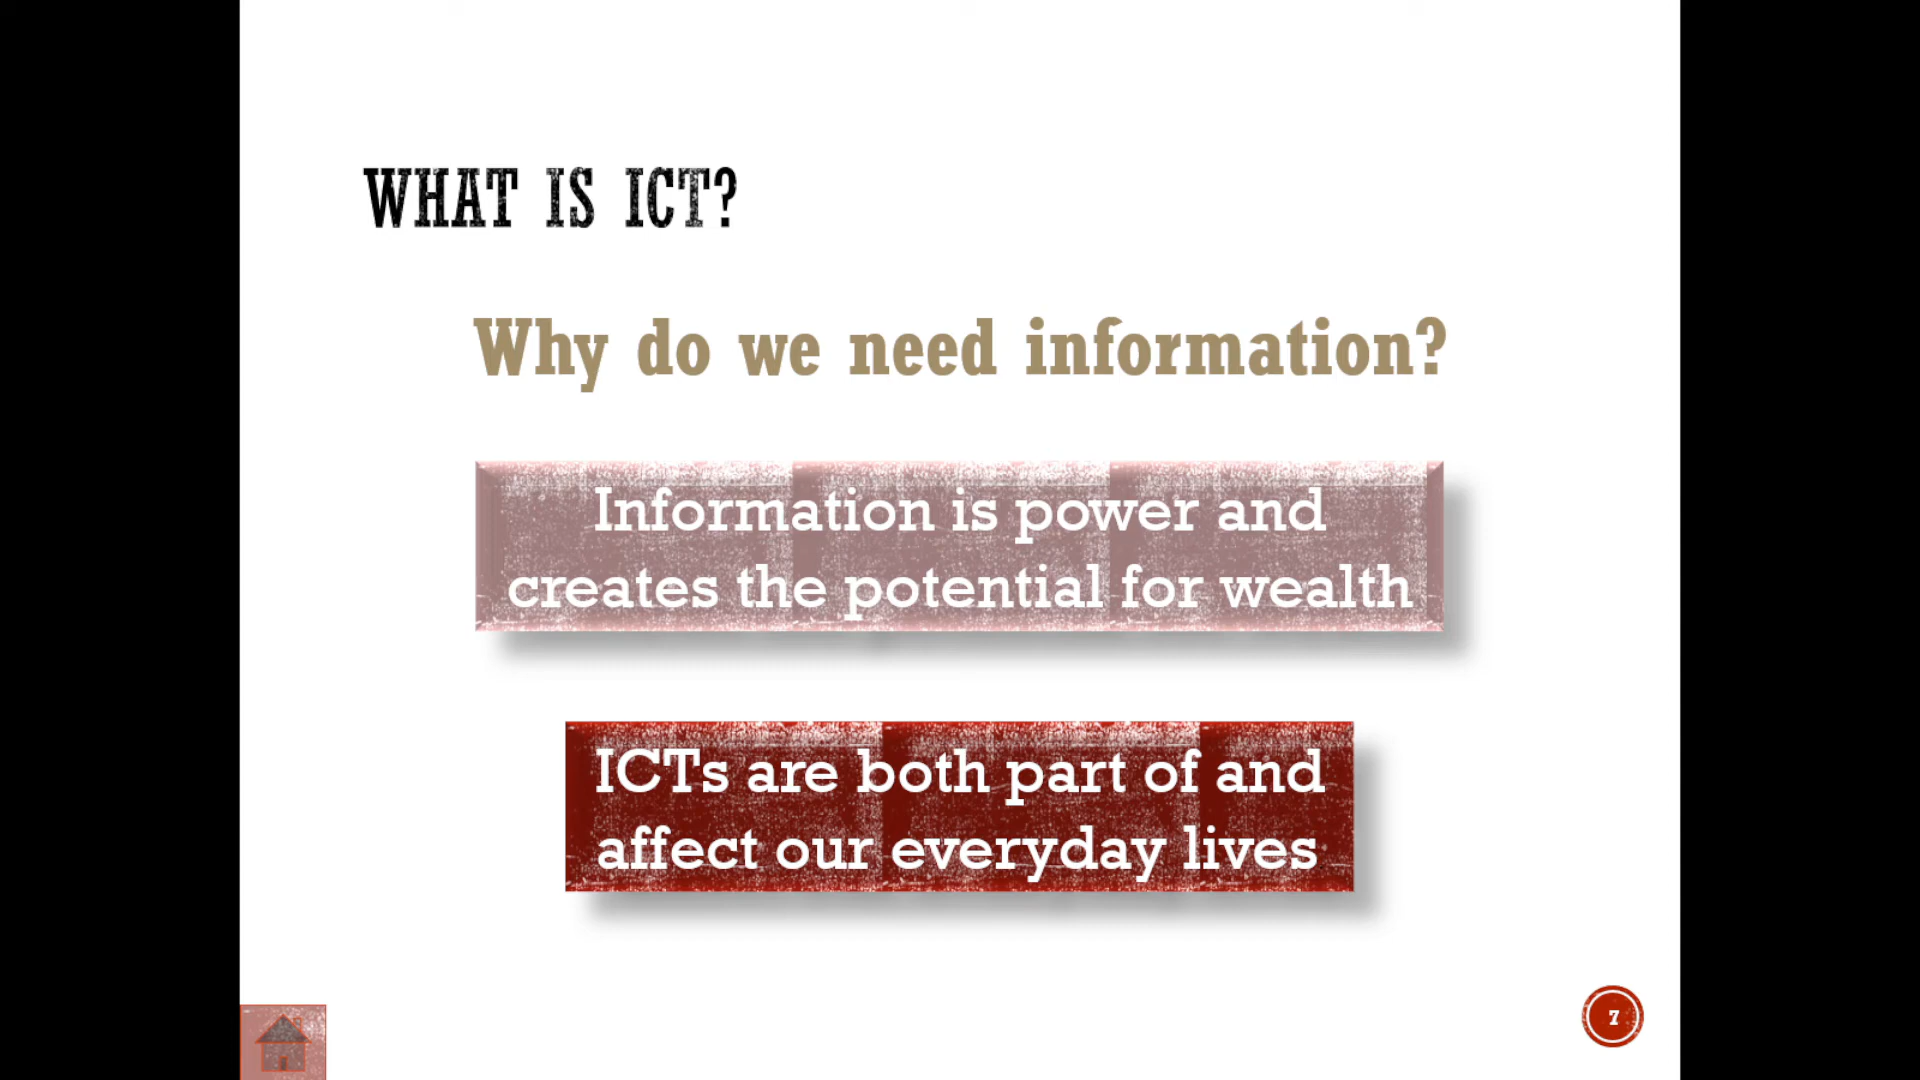 WHAT IS ICT?
Why do we need information?
Information is power and
creates the potential for wealth
ICTs are both part of and
affect our everyday lives
7